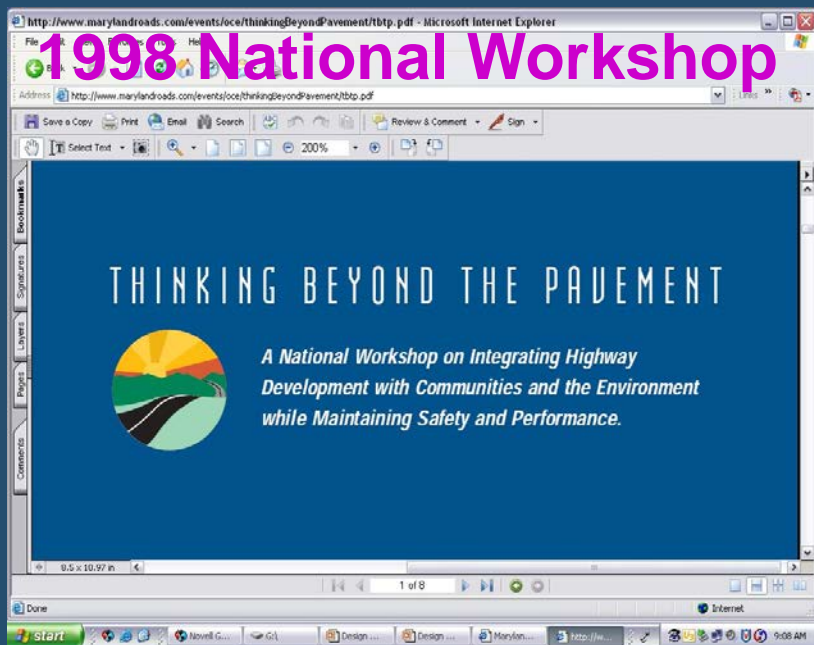 http://www.marylandroads.com/events/oce/thinkingBeyondPavement/tbtp.pdf - Microsoft Internet Explorer
1998 National Workshop
File Help
Address http://www.marylandroads.com/events/oce/thinkingBeyondPavement/tbtp.pdf Links »
Save a Copy Print Email Search Review & Comment Sign
Select Text 200%
Bookmarks
Signatures
Layers
Pages
Comments
THINKING BEYOND THE PAVEMENT
A National Workshop on Integrating Highway
Development with Communities and the Environment
while Maintaining Safety and Performance.
8.5 x 10.97 in
1 of 8
Done Internet
start Novell G... G:\ Design ... Design ... Marylan... http://w... 9:08 AM